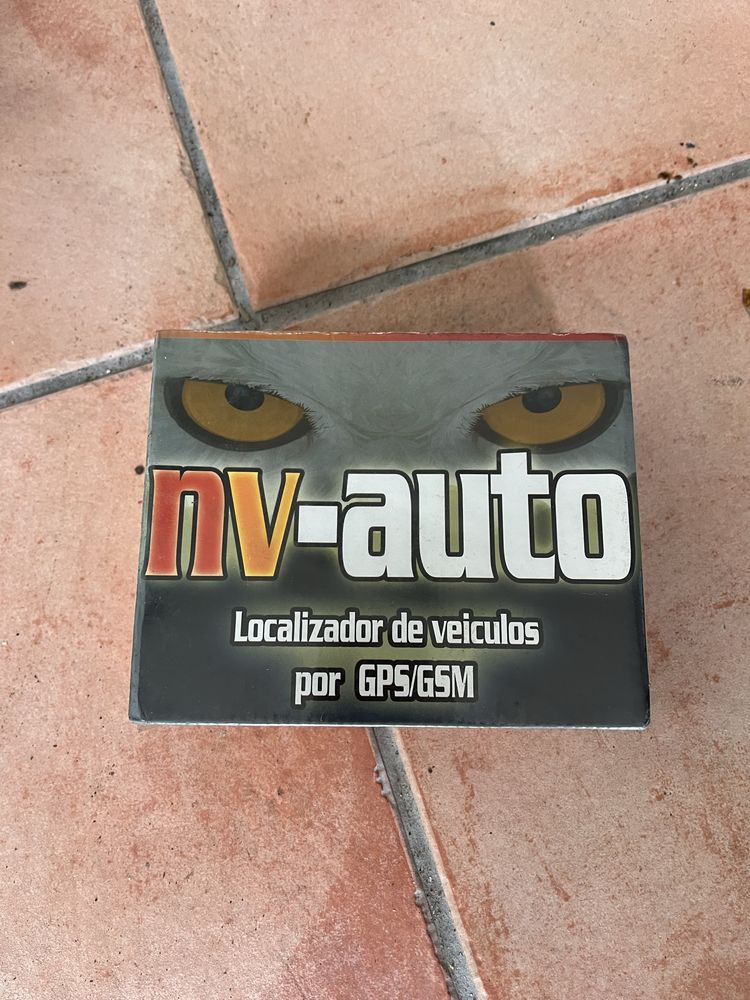 nv-auto
Localizador de veiculos
por GPS/GSM